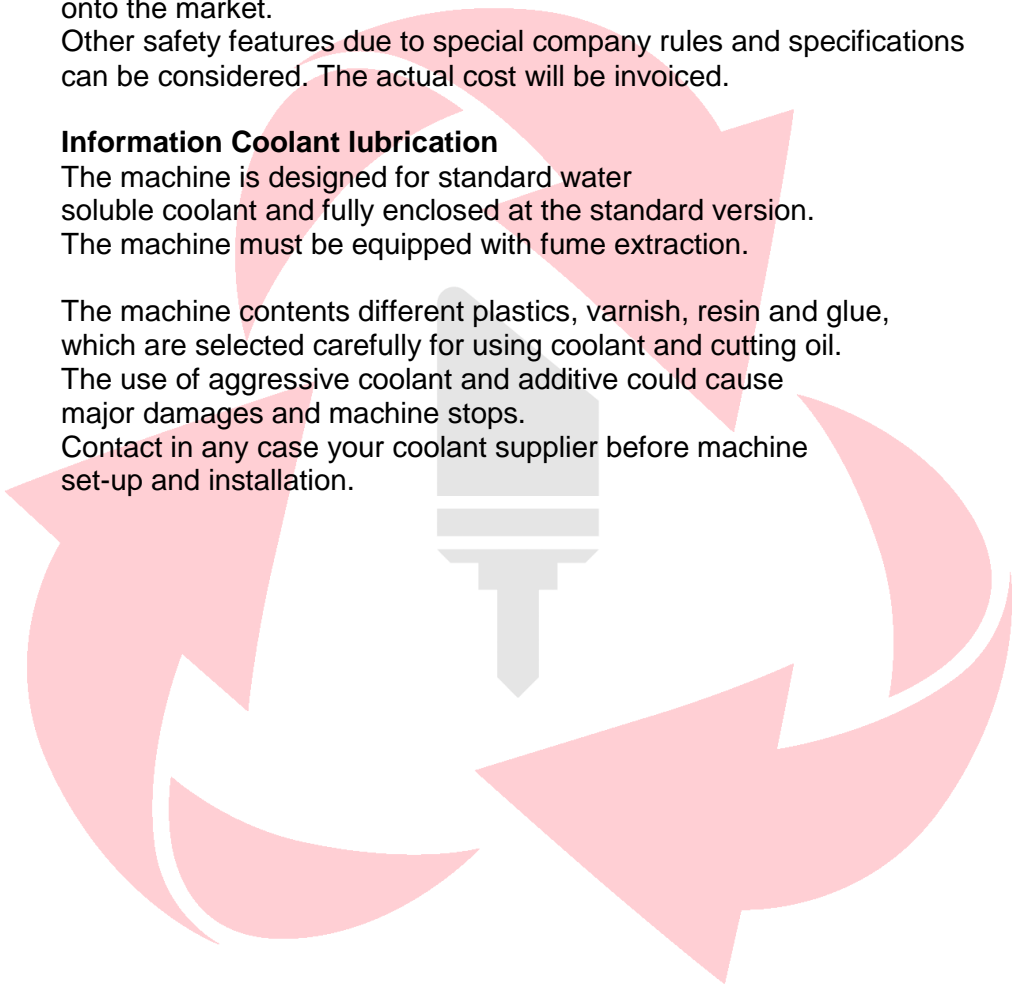 onto the market.
Other safety features due to special company rules and specifications
can be considered. The actual cost will be invoiced.
Information Coolant lubrication
The machine is designed for standard water
soluble coolant and fully enclosed at the standard version.
The machine must be equipped with fume extraction.
The machine contents different plastics, varnish, resin and glue,
which are selected carefully for using coolant and cutting oil.
The use of aggressive coolant and additive could cause
major damages and machine stops.
Contact in any case your coolant supplier before machine
set-up and installation.